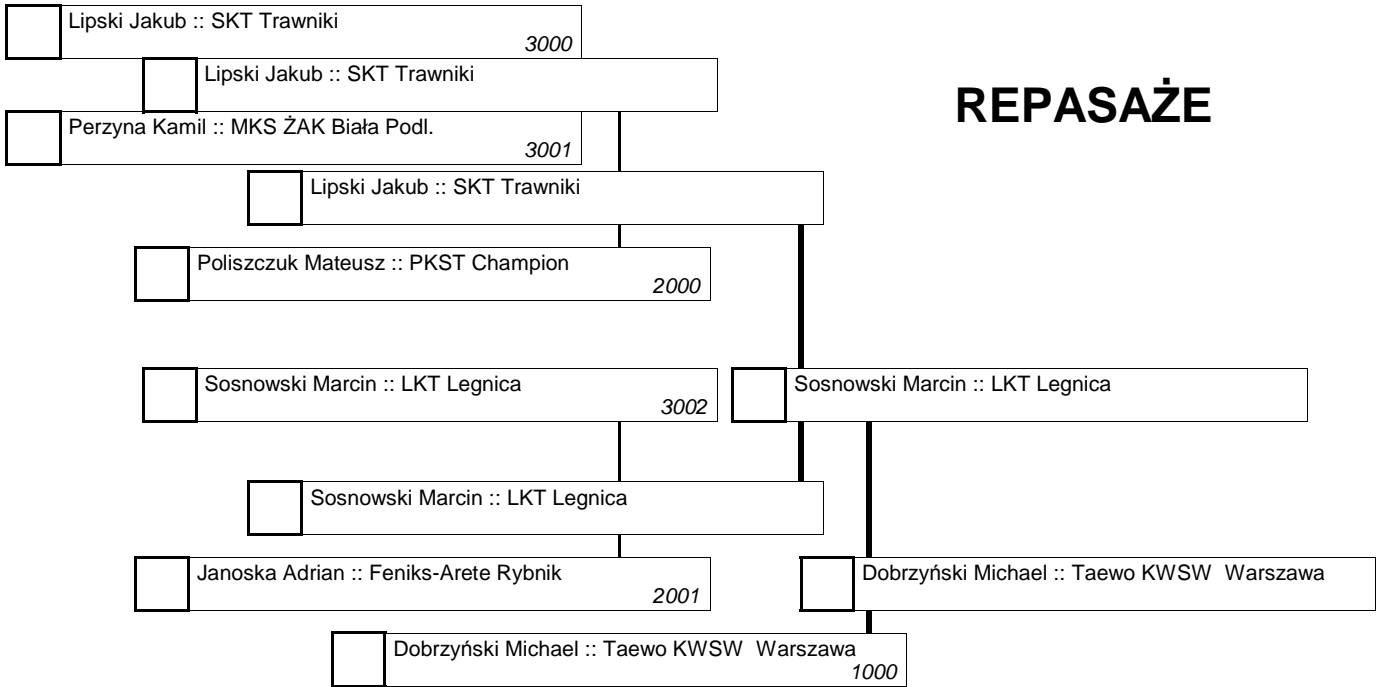 Lipski Jakub :: SKT Trawniki
3000
Lipski Jakub :: SKT Trawniki
REPASAŻE
Perzyna Kamil :: MKS ŻAK Biała Podl.
3001
Lipski Jakub :: SKT Trawniki
Poliszczuk Mateusz :: PKST Champion
2000
Sosnowski Marcin :: LKT Legnica
3002
Sosnowski Marcin :: LKT Legnica
Sosnowski Marcin :: LKT Legnica
Janoska Adrian :: Feniks-Arete Rybnik
2001
Dobrzyński Michael :: Taewo KWSW  Warszawa
Dobrzyński Michael :: Taewo KWSW  Warszawa
1000